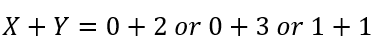 X + Y = 0 + 2 or 0 + 3 or 1 + 1